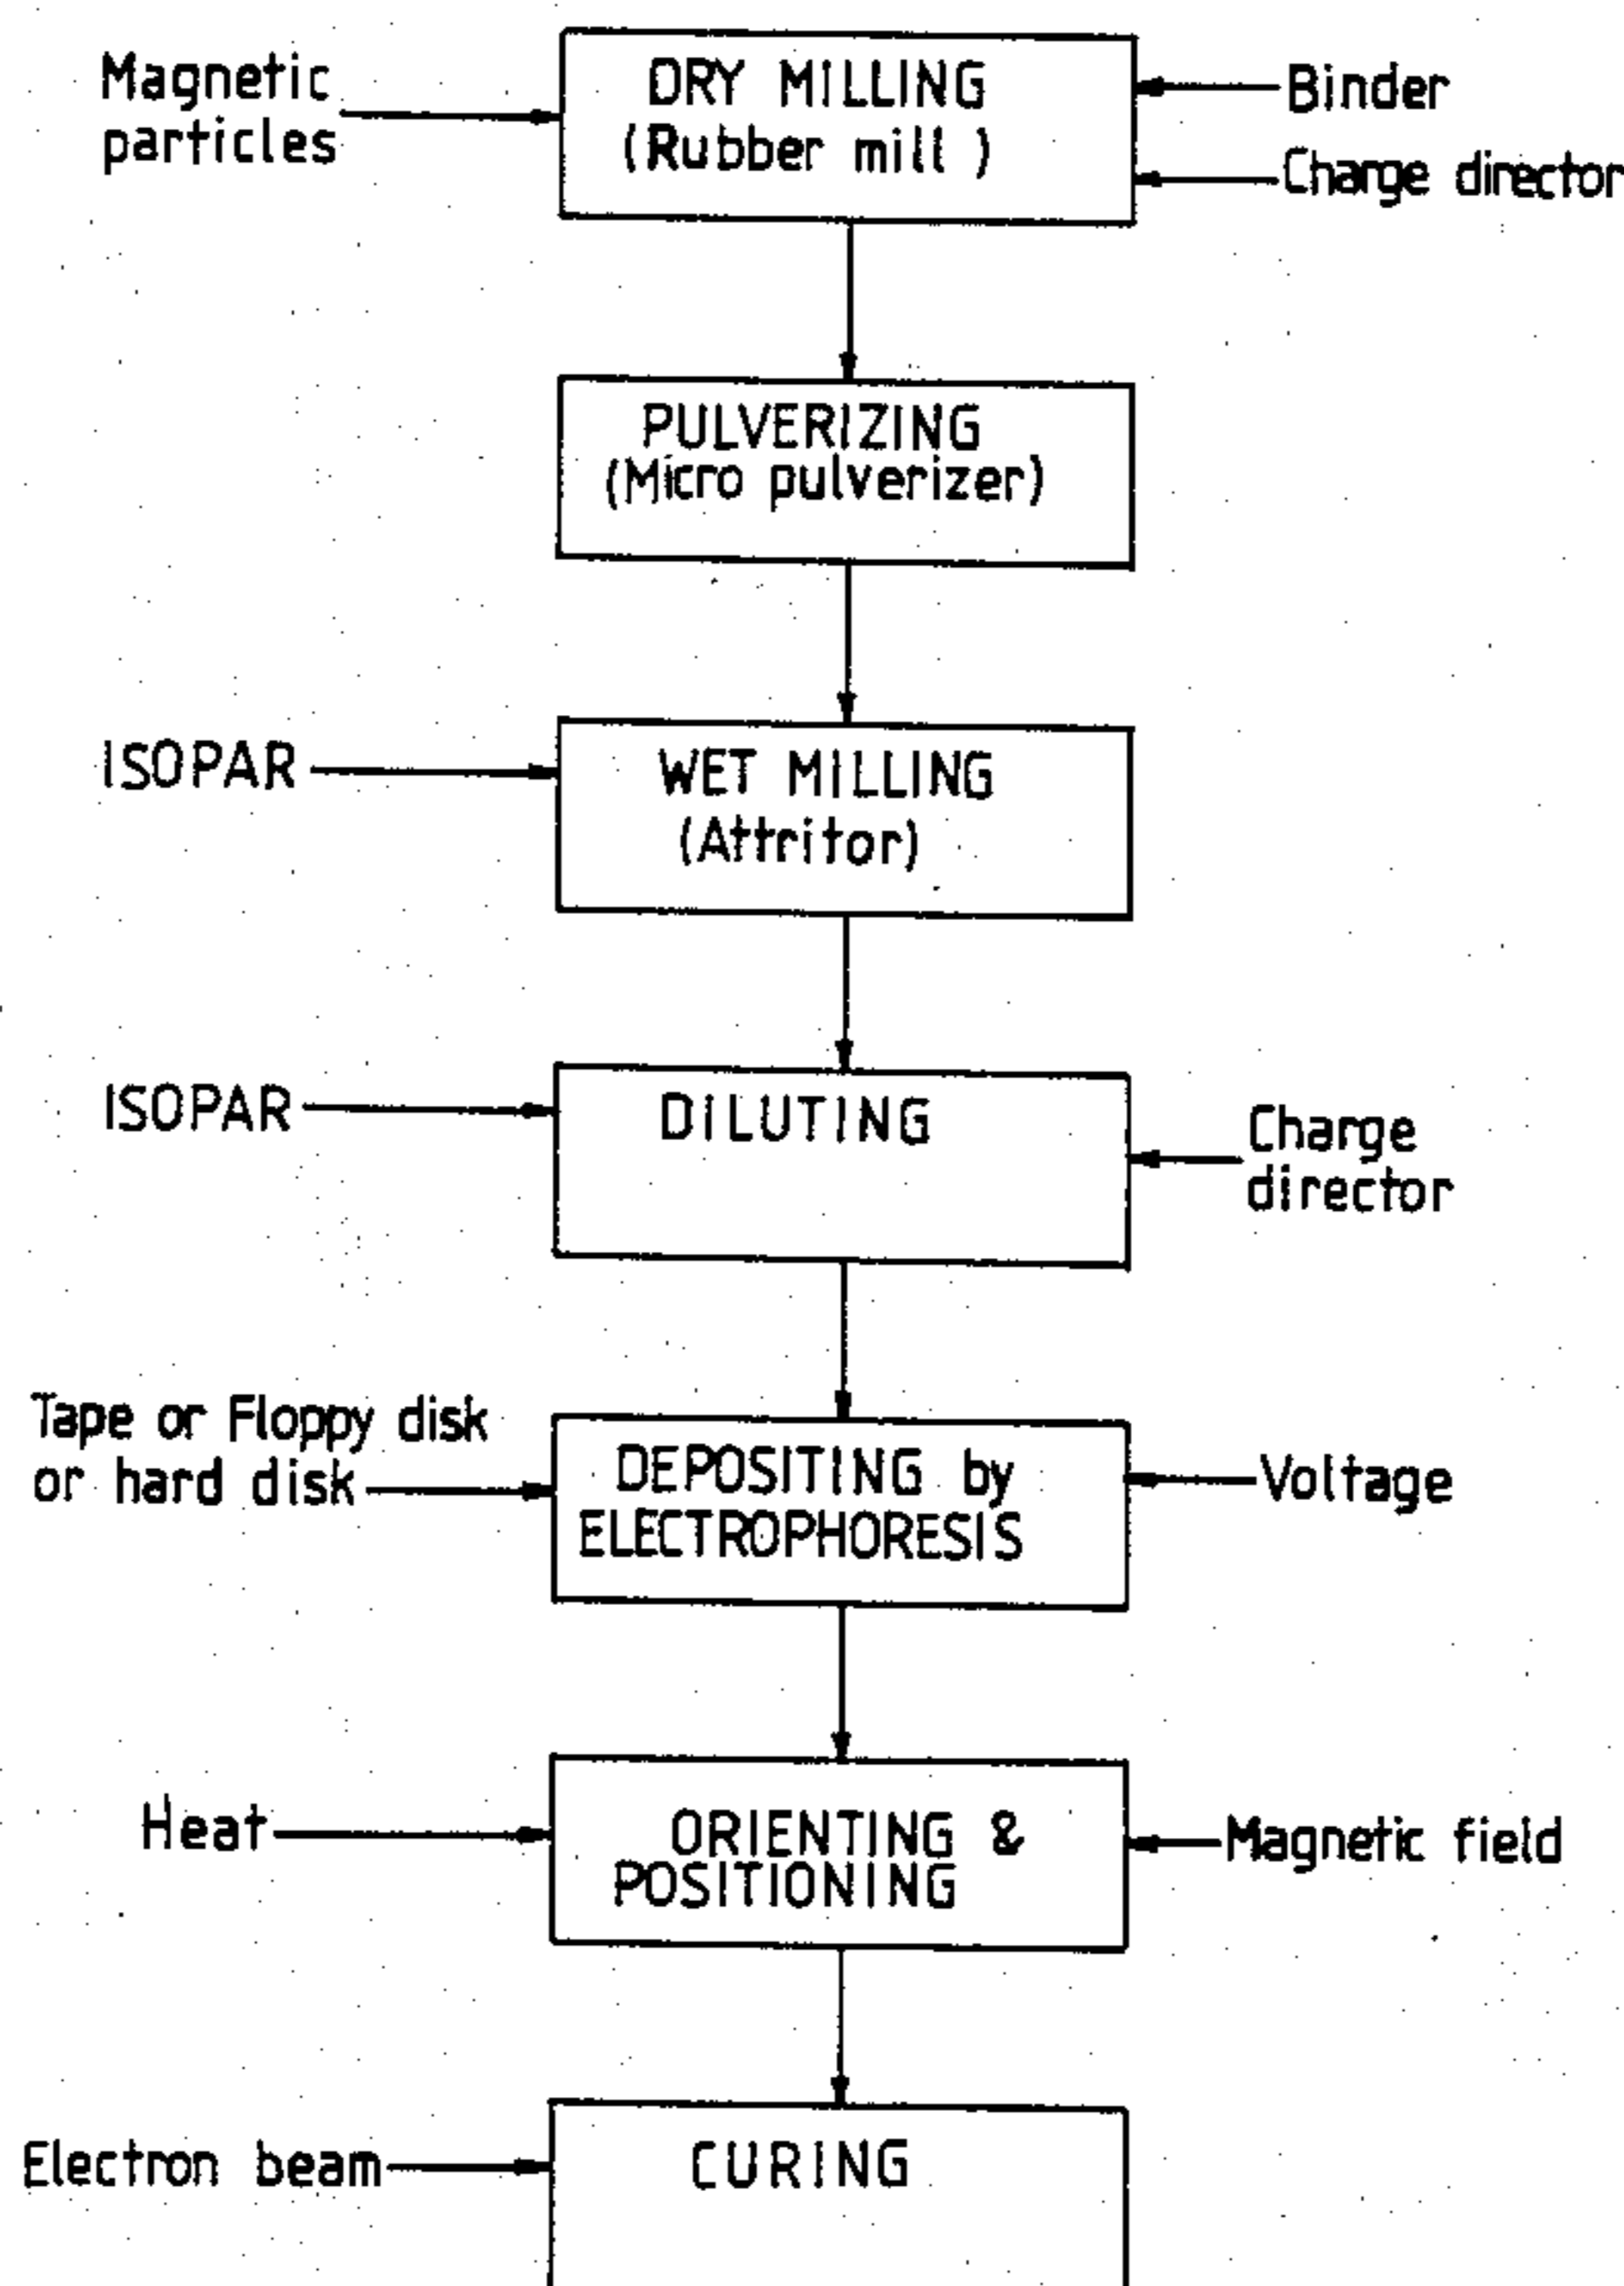 Magnetic
particles
DRY MILLING
(Rubber mill )
Binder
Charge director
PULVERIZING
(Micro pulverizer)
ISOPAR
WET MILLING
(Attritor)
ISOPAR
DILUTING
Charge
director
Tape or Floppy disk
or hard disk
DEPOSITING by
ELECTROPHORESIS
Voltage
Heat
ORIENTING &
POSITIONING
Magnetic field
Electron beam
CURING